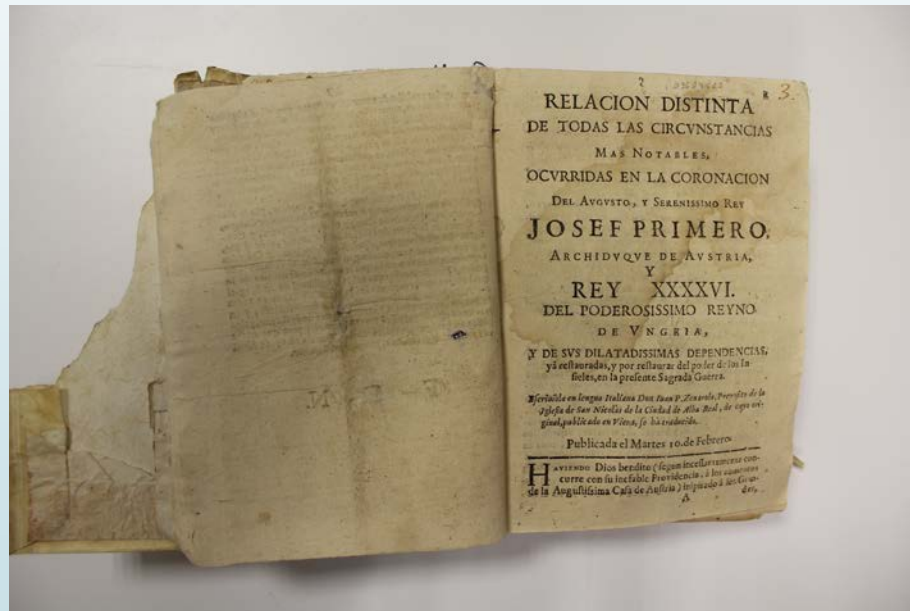 3.
RELACION DISTINTA
DE TODAS LAS CIRCVNSTANCIAS
MAS NOTABLES,
OCVRRIDAS EN LA CORONACION
DEL AVGVSTO, Y SERENISSIMO REY
JOSEF PRIMERO,
ARCHIDVQVE DE AVSTRIA,
Y
REY XXXXVI.
DEL PODEROSISSIMO REYNO
DE VNGRIA,
Y DE SVS DILATADISSIMAS DEPENDENCIAS,
yà restauradas, y por restaurar del poder de los In
fieles, en la presente Sagrada Guerra.
Escrivióla en lengua Italiana Don Iuan P. Zenarola, Preposito de la
Iglesia de San Nicolàs de la Ciudad de Alba Real, de cuyo ori-
ginal, publicado en Viena, se ha traducido.
Publicada el Martes 10. de Febrero
HAVIENDO Dios bendito (segun incessantemente con-
curre con su inefable Providencia, à los
de la Augustissima Casa de Austria) inspirado à los Gran-
des,
A